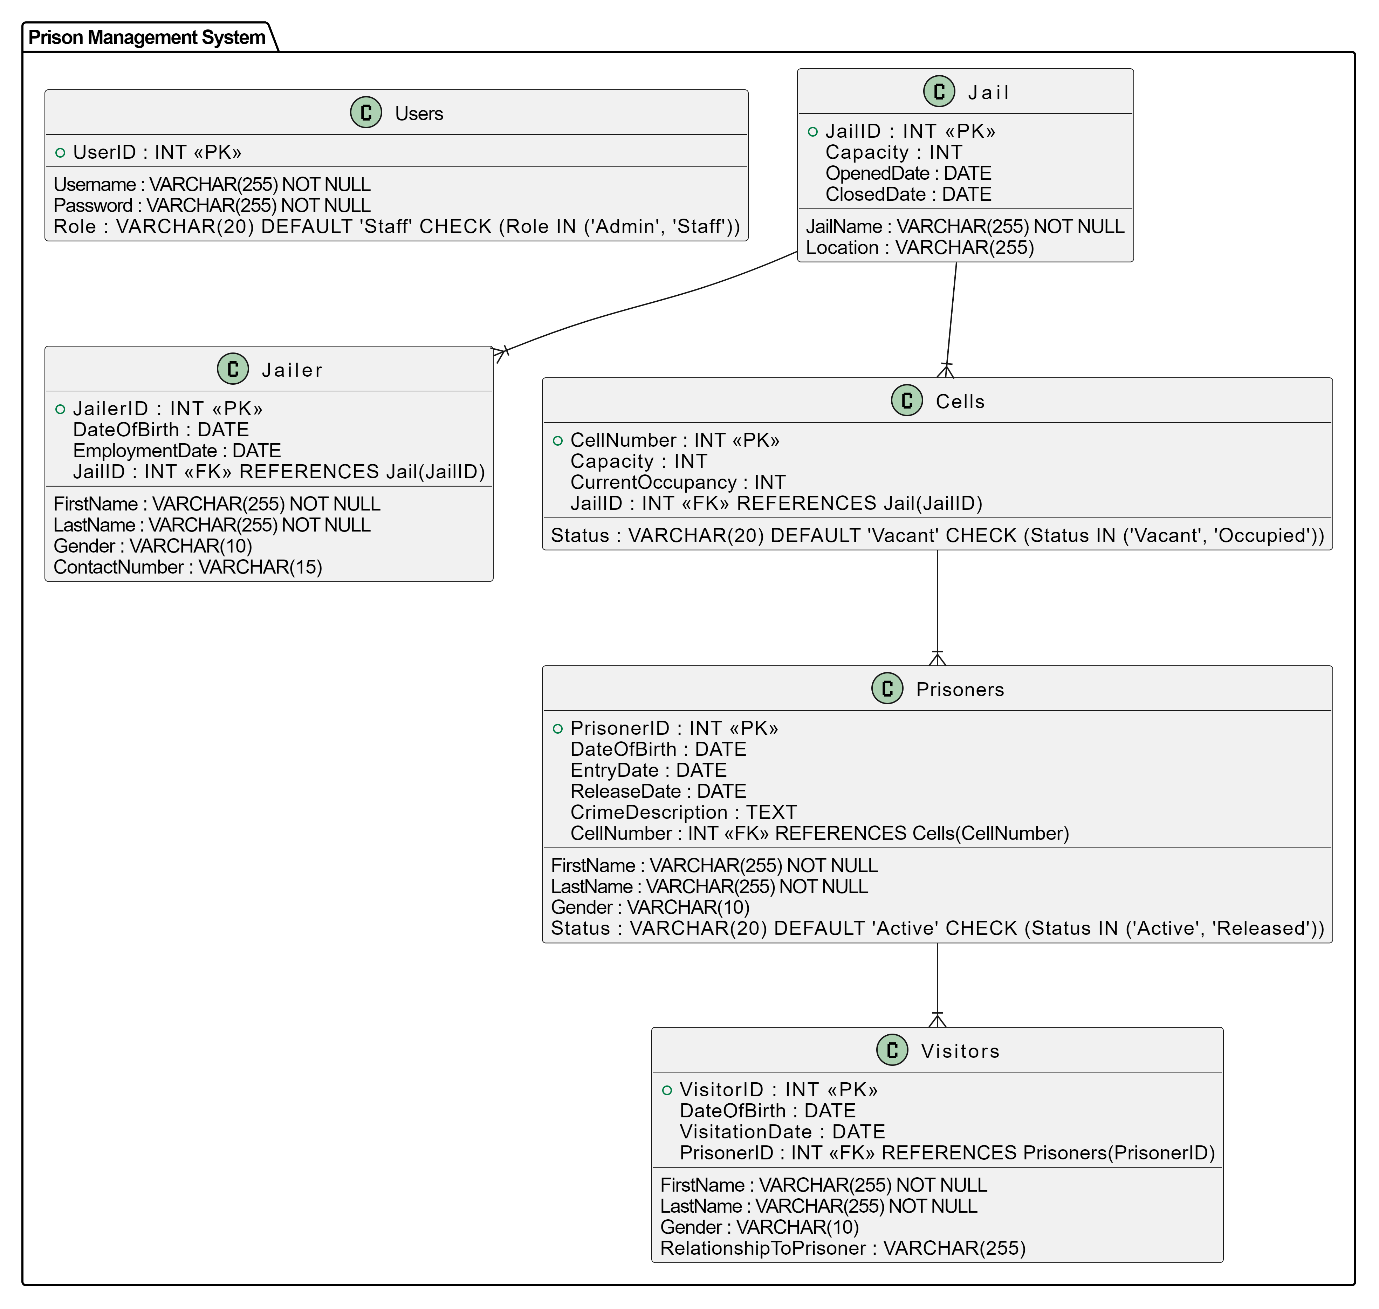 Prison Management System
C Users
UserID : INT «PK»
Username : VARCHAR(255) NOT NULL
Password : VARCHAR(255) NOT NULL
Role : VARCHAR(20) DEFAULT 'Staff' CHECK (Role IN ('Admin', 'Staff'))
C Jail
JailID : INT «PK»
Capacity : INT
OpenedDate : DATE
ClosedDate : DATE
JailName : VARCHAR(255) NOT NULL
Location : VARCHAR(255)
C Jailer
JailerID : INT «PK»
DateOfBirth : DATE
EmploymentDate : DATE
JailID : INT «FK» REFERENCES Jail(JailID)
FirstName : VARCHAR(255) NOT NULL
LastName : VARCHAR(255) NOT NULL
Gender : VARCHAR(10)
ContactNumber : VARCHAR(15)
C Cells
CellNumber : INT «PK»
Capacity : INT
CurrentOccupancy : INT
JailID : INT «FK» REFERENCES Jail(JailID)
Status : VARCHAR(20) DEFAULT 'Vacant' CHECK (Status IN ('Vacant', 'Occupied'))
C Prisoners
PrisonerID : INT «PK»
DateOfBirth : DATE
EntryDate : DATE
ReleaseDate : DATE
CrimeDescription : TEXT
CellNumber : INT «FK» REFERENCES Cells(CellNumber)
FirstName : VARCHAR(255) NOT NULL
LastName : VARCHAR(255) NOT NULL
Gender : VARCHAR(10)
Status : VARCHAR(20) DEFAULT 'Active' CHECK (Status IN ('Active', 'Released'))
C Visitors
VisitorID : INT «PK»
DateOfBirth : DATE
VisitationDate : DATE
PrisonerID : INT «FK» REFERENCES Prisoners(PrisonerID)
FirstName : VARCHAR(255) NOT NULL
LastName : VARCHAR(255) NOT NULL
Gender : VARCHAR(10)
RelationshipToPrisoner : VARCHAR(255)